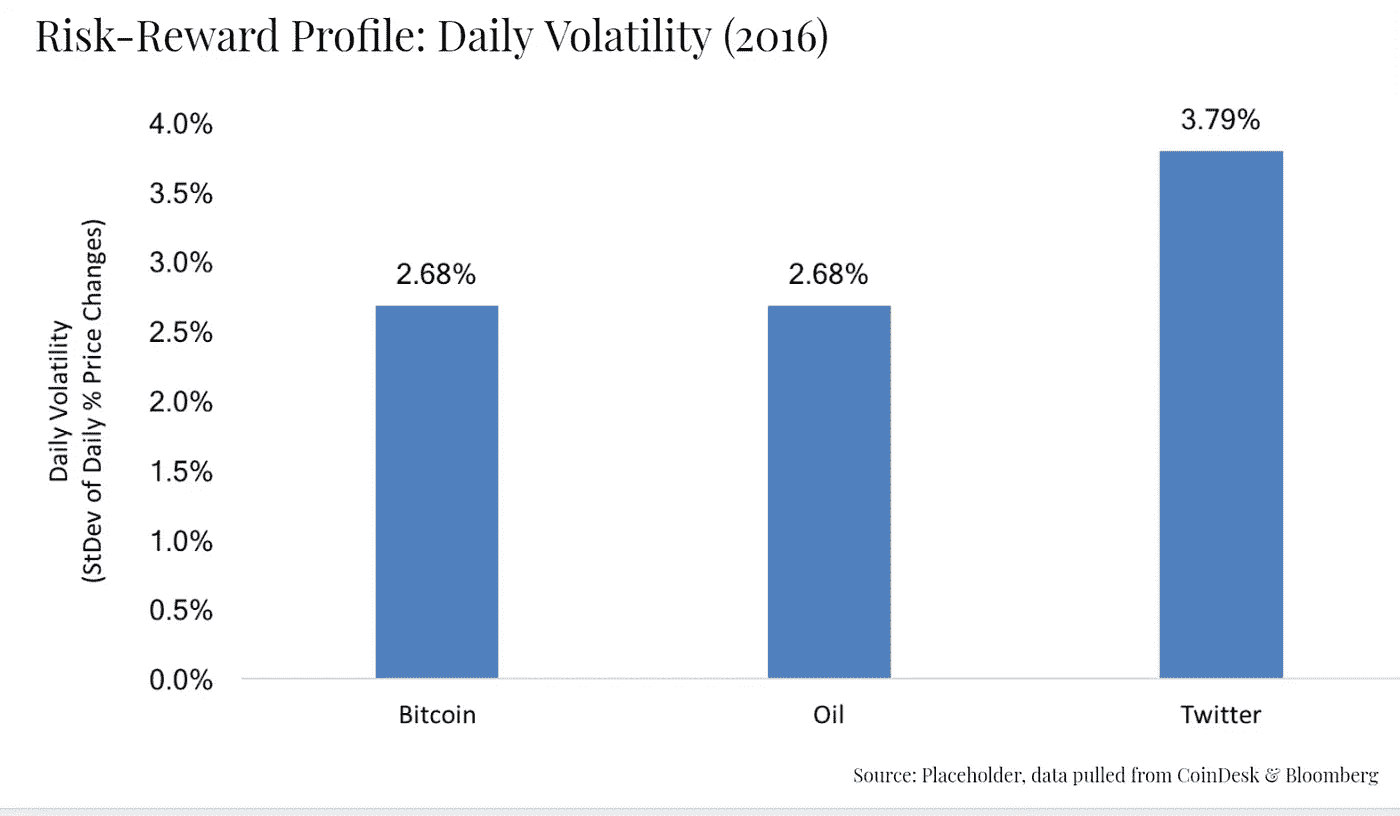 Risk-Reward Profile: Daily Volatility (2016)
Daily Volatility
(StDev of Daily % Price Changes)
4.0%
3.5%
3.0%
2.5%
2.0%
1.5%
1.0%
0.5%
0.0%
2.68%
2.68%
3.79%
Bitcoin
Oil
Twitter
Source: Placeholder, data pulled from CoinDesk & Bloomberg